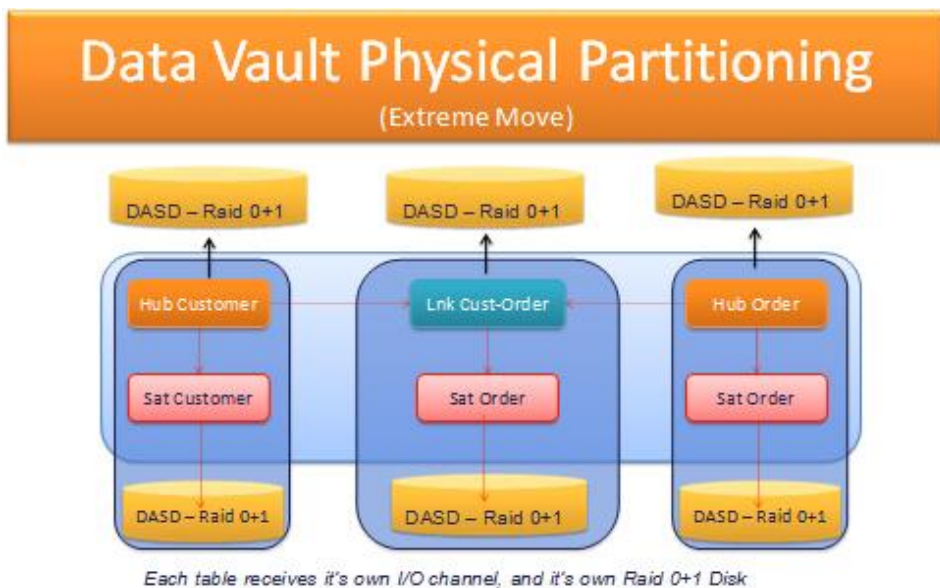 Data Vault Physical Partitioning
(Extreme Move)
DASD – Raid 0+1
DASD – Raid 0+1
DASD – Raid 0+1
Hub Customer
Lnk Cust-Order
Hub Order
Sat Customer
Sat Order
Sat Order
DASD – Raid 0+1
DASD – Raid 0+1
DASD – Raid 0+1
Each table receives it's own I/O channel, and it's own Raid 0+1 Disk